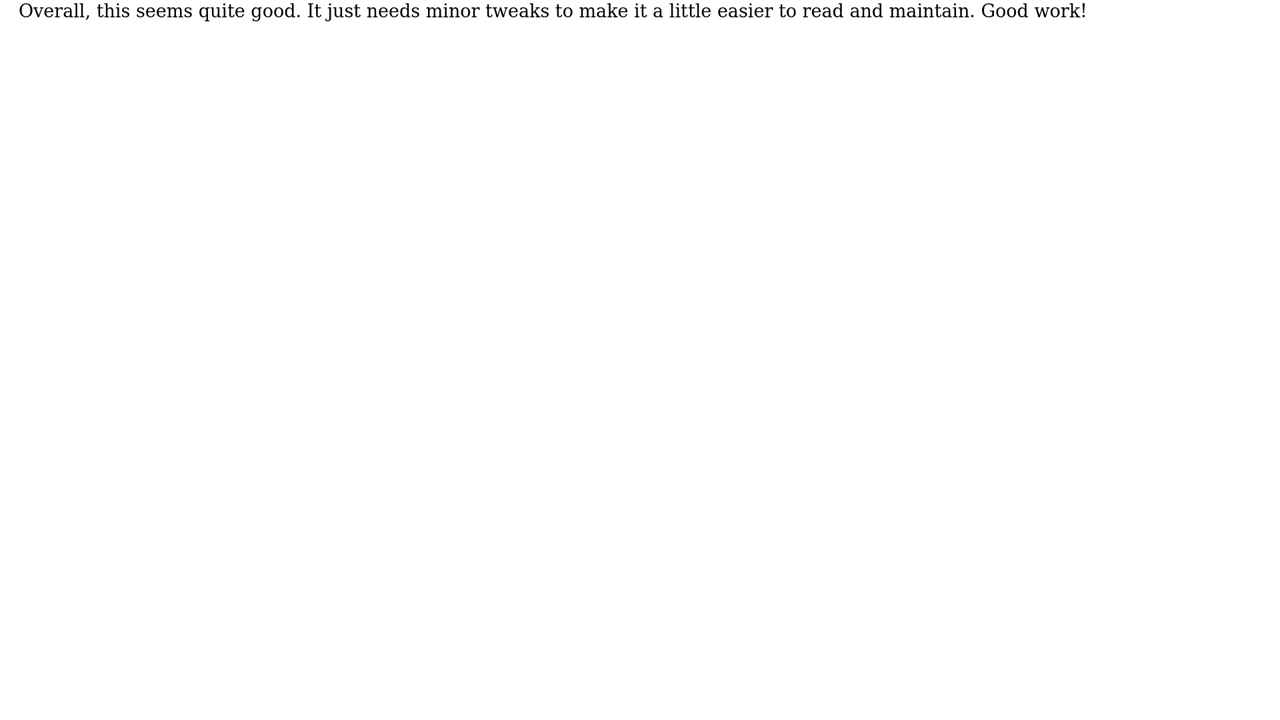 Overall, this seems quite good. It just needs minor tweaks to make it a little easier to read and maintain. Good work!